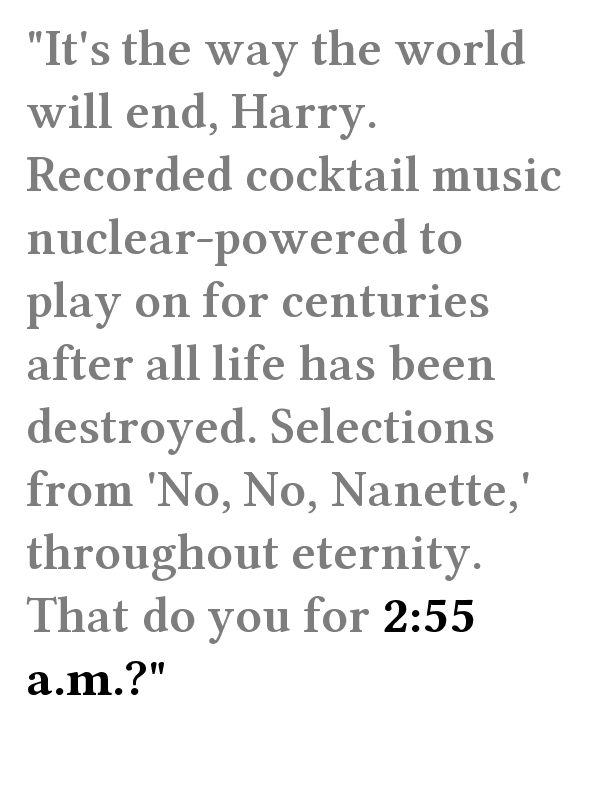 "It's the way the world
will end, Harry.
Recorded cocktail music
nuclear-powered to
play on for centuries
after all life has been
destroyed. Selections
from 'No, No, Nanette,'
throughout eternity.
That do you for 2:55
a.m.?"